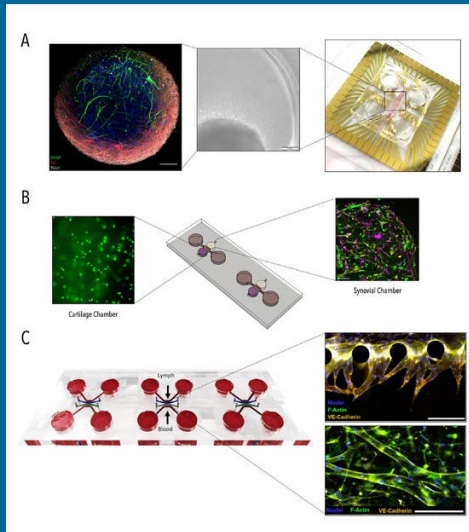 A
B
Cartilage Chamber
Synovial Chamber
C
Lymph
Blood
Nuclei
F-Actin
VE-Cadherin
Nuclei F-Actin VE-Cadherin